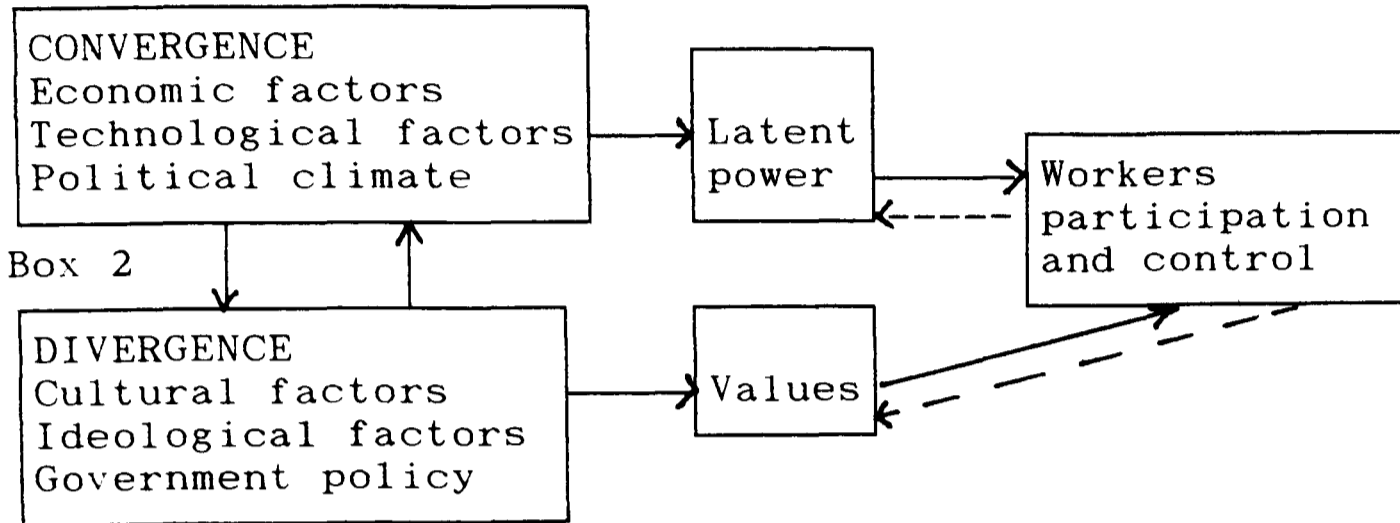 CONVERGENCE
Economic factors
Technological factors
Political climate
Latent
power
Workers
participation
and control
Box 2
DIVERGENCE
Cultural factors
Ideological factors
Government policy
Values